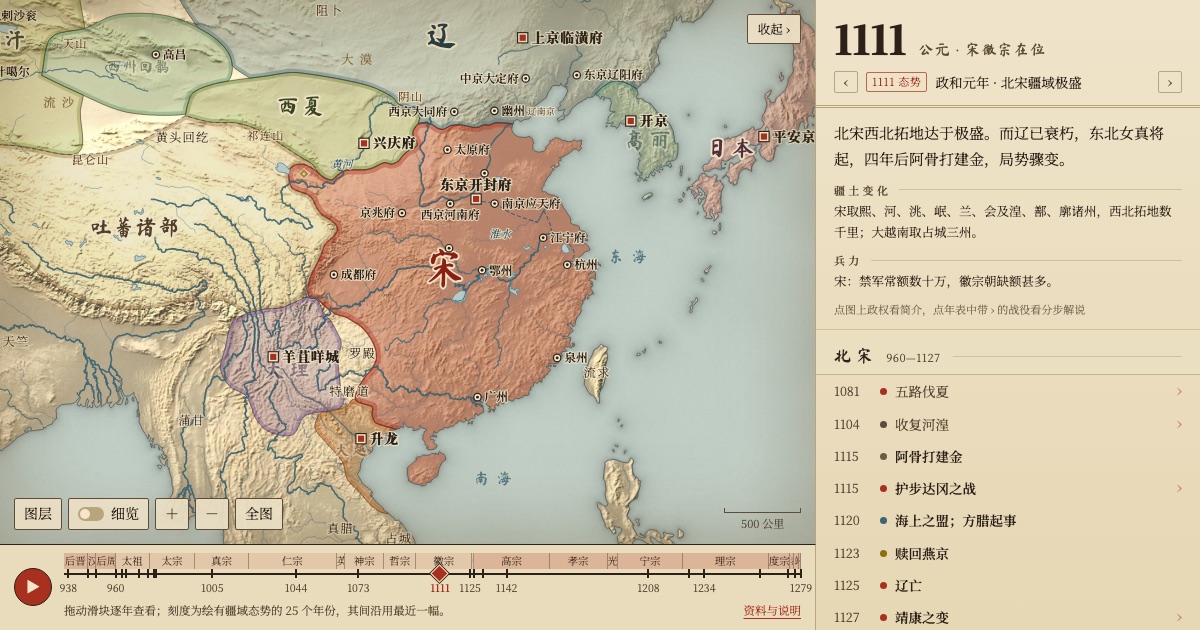 刺沙衮
汗
叶噶尔
阻卜
辽
上京临潢府
收起 ›
天山
高昌
西州回鹘
大漠
中京大定府
东京辽阳府
流沙
西夏
阴山
西京大同府
幽州 辽南京
黄头回纥
祁连山
兴庆府
开京
高丽
日本
平安京
昆仑山
黄河
太原府
东京开封府
吐蕃诸部
京兆府
西京河南府
南京应天府
淮水
江宁府
东海
宋
成都府
鄂州
杭州
天竺
羊苴咩城
大理
罗殿
泉州
流求
特磨道
广州
蒲甘
升龙
南海
真腊
占城
图层
细览
+
−
全图
500 公里
后晋
汉
后周
太祖
太宗
真宗
仁宗
英
神宗
哲宗
徽宗
高宗
孝宗
光
宁宗
理宗
度宗
938
960
1005
1044
1073
1111
1125
1142
1208
1234
1279
拖动滑块逐年查看；刻度为绘有疆域态势的 25 个年份，其间沿用最近一幅。
资料与说明
1111 公元 · 宋徽宗在位
‹ 1111 态势 政和元年 · 北宋疆域极盛 ›
北宋西北拓地达于极盛。而辽已衰朽，东北女真将
起，四年后阿骨打建金，局势骤变。
疆土变化
宋取熙、河、洮、岷、兰、会及湟、鄯、廓诸州，西北拓地数
千里；大越南取占城三州。
兵力
宋：禁军常额数十万，徽宗朝缺额甚多。
点图上政权看简介，点年表中带 › 的战役看分步解说
北宋 960—1127
1081 五路伐夏 ›
1104 收复河湟 ›
1115 阿骨打建金
1115 护步达冈之战 ›
1120 海上之盟；方腊起事
1123 赎回燕京
1125 辽亡
1127 靖康之变 ›